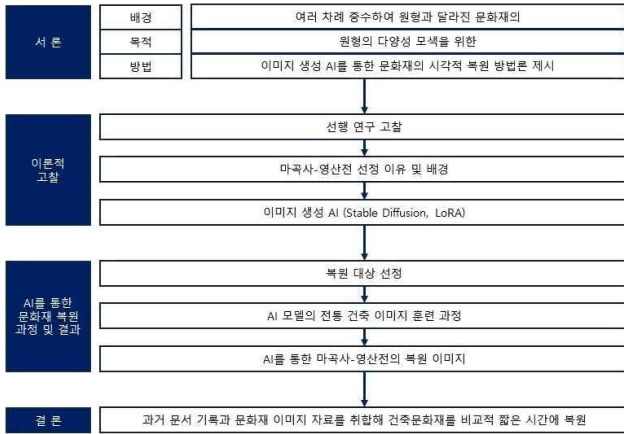 서 론
배경
여러 차례 중수하여 원형과 달라진 문화재의
목적
원형의 다양성 모색을 위한
방법
이미지 생성 AI를 통한 문화재의 시각적 복원 방법론 제시
이론적
고찰
선행 연구 고찰
마곡사-영산전 선정 이유 및 배경
이미지 생성 AI (Stable Diffusion, LoRA)
AI를 통한
문화재 복원
과정 및 결과
복원 대상 선정
AI 모델의 전통 건축 이미지 훈련 과정
AI를 통한 마곡사-영산전의 복원 이미지
결 론
과거 문서 기록과 문화재 이미지 자료를 취합해 건축문화재를 비교적 짧은 시간에 복원